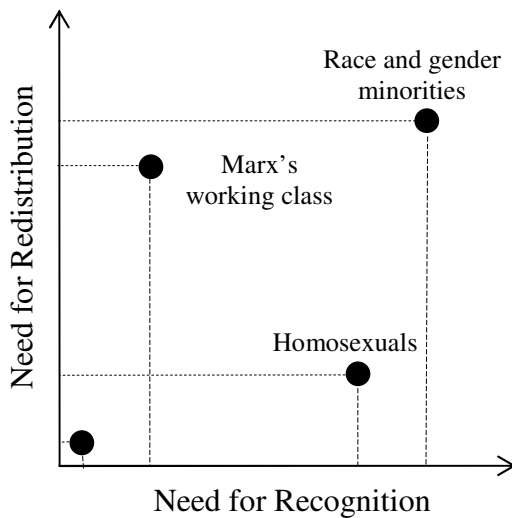 Race and gender
minorities
Marx's
working class
Homosexuals
Need for Redistribution
Need for Recognition